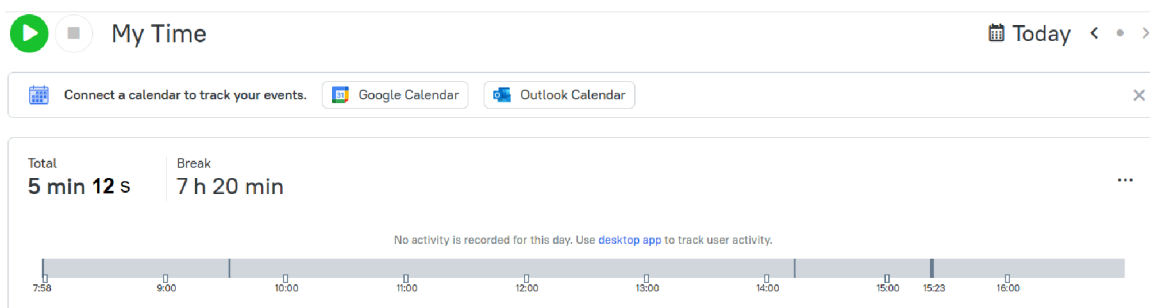 My Time
Today
Connect a calendar to track your events. Google Calendar Outlook Calendar
Total Break
5 min 12 s 7 h 20 min
No activity is recorded for this day. Use desktop app to track user activity.
7:58 9:00 10:00 11:00 12:00 13:00 14:00 15:00 15:23 16:00